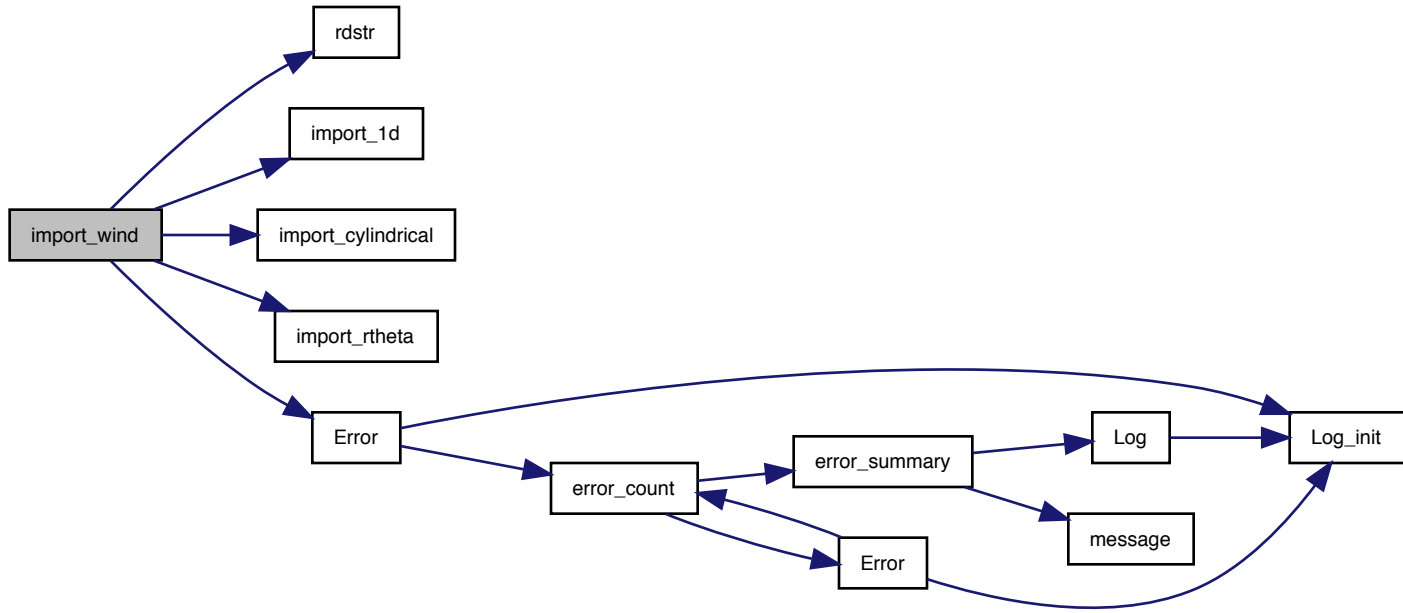 rdstr
import_1d
import_wind
import_cylindrical
import_rtheta
Error
error_count
error_summary
Log
Log_init
message
Error